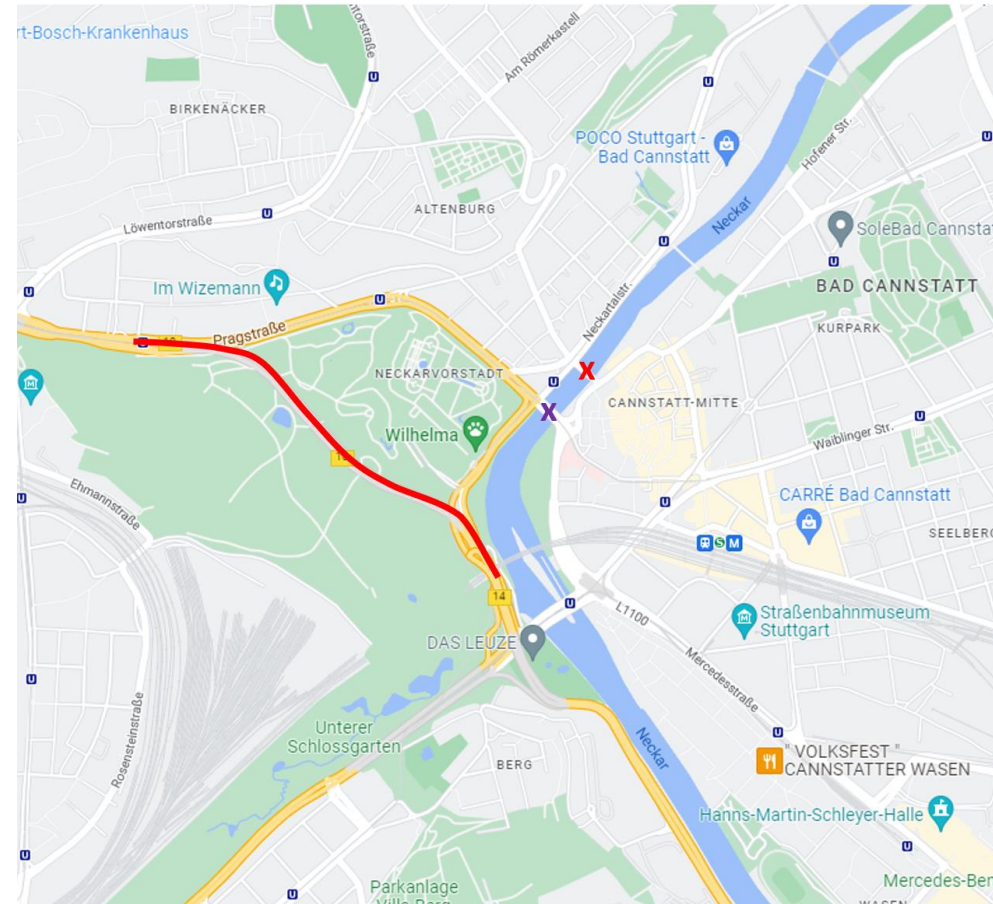 rt-Bosch-Krankenhaus
ntorstraße
Am Römerkastell
BIRKENÄCKER
POCO Stuttgart -
Bad Cannstatt
Hofener Str.
ALTENBURG
Löwentorstraße
Neckar
SoleBad Cannsta
Im Wizemann
BAD CANNSTATT
Neckartalstr.
Pragstraße
KURPARK
NECKARVORSTADT
X
X
CANNSTATT-MITTE
Wilhelma
Waiblinger Str.
Ehmannstraße
CARRÉ Bad Cannstatt
SEELBERG
S M
14
L1100
Straßenbahnmuseum
Stuttgart
DAS LEUZE
Mercedesstraße
Rosensteinstraße
Unterer
Schlossgarten
Neckar
BERG
" VOLKSFEST "
CANNSTATTER WASEN
Hanns-Martin-Schleyer-Halle
Parkanlage
Villa Berg
Mercedes-Ben
WASEN
U